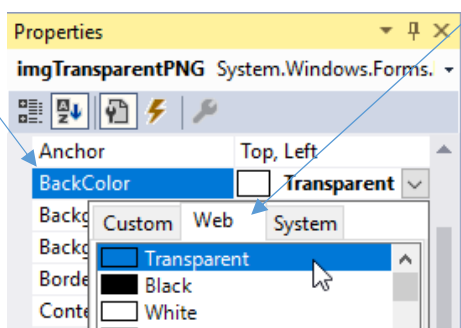 Properties
imgTransparentPNG System.Windows.Forms.
Anchor Top, Left
BackColor Transparent
Backg
Custom Web System
Backg
Transparent
Borde
Black
Conte
White